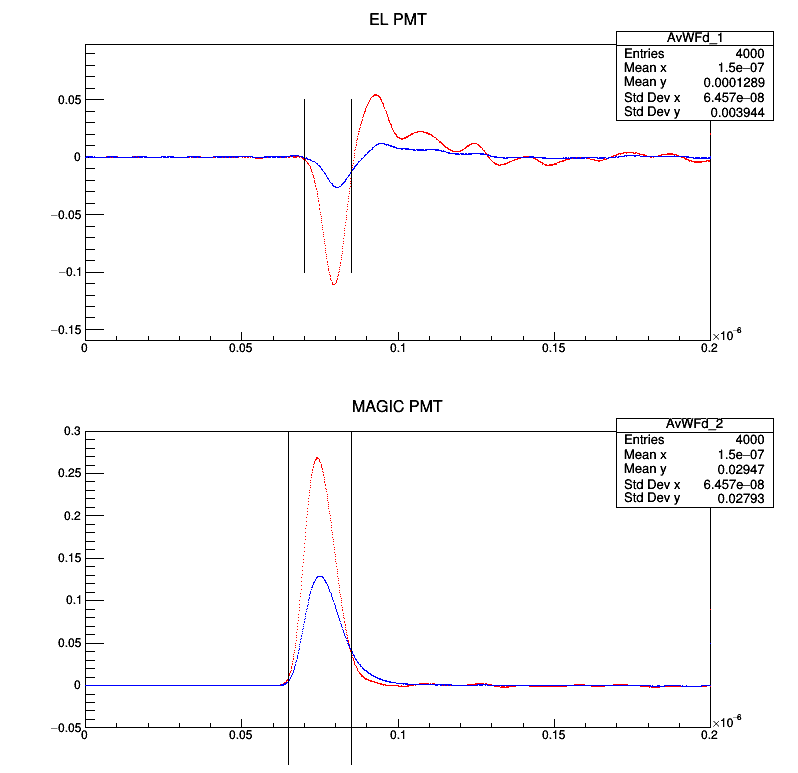 EL PMT
AvWFd_1
Entries 4000
Mean x 1.5e−07
Mean y 0.0001289
Std Dev x 6.457e−08
Std Dev y 0.003944
0.05
0
−0.05
−0.1
−0.15
0 0.05 0.1 0.15 0.2
×10⁻⁶
MAGIC PMT
AvWFd_2
Entries 4000
Mean x 1.5e−07
Mean y 0.02947
Std Dev x 6.457e−08
Std Dev y 0.02793
0.3
0.25
0.2
0.15
0.1
0.05
0
−0.05
0 0.05 0.1 0.15 0.2
×10⁻⁶